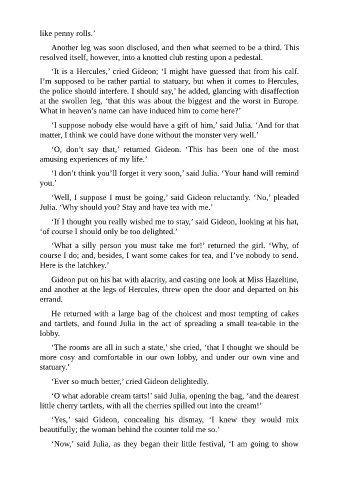 like penny rolls.’
Another leg was soon disclosed, and then what seemed to be a third. This
resolved itself, however, into a knotted club resting upon a pedestal.
‘It is a Hercules,’ cried Gideon; ‘I might have guessed that from his calf.
I’m supposed to be rather partial to statuary, but when it comes to Hercules,
the police should interfere. I should say,’ he added, glancing with disaffection
at the swollen leg, ‘that this was about the biggest and the worst in Europe.
What in heaven’s name can have induced him to come here?’
‘I suppose nobody else would have a gift of him,’ said Julia. ‘And for that
matter, I think we could have done without the monster very well.’
‘O, don’t say that,’ returned Gideon. ‘This has been one of the most
amusing experiences of my life.’
‘I don’t think you’ll forget it very soon,’ said Julia. ‘Your hand will remind
you.’
‘Well, I suppose I must be going,’ said Gideon reluctantly. ‘No,’ pleaded
Julia. ‘Why should you? Stay and have tea with me.’
‘If I thought you really wished me to stay,’ said Gideon, looking at his hat,
‘of course I should only be too delighted.’
‘What a silly person you must take me for!’ returned the girl. ‘Why, of
course I do; and, besides, I want some cakes for tea, and I’ve nobody to send.
Here is the latchkey.’
Gideon put on his hat with alacrity, and casting one look at Miss Hazeltine,
and another at the legs of Hercules, threw open the door and departed on his
errand.
He returned with a large bag of the choicest and most tempting of cakes
and tartlets, and found Julia in the act of spreading a small tea-table in the
lobby.
‘The rooms are all in such a state,’ she cried, ‘that I thought we should be
more cosy and comfortable in our own lobby, and under our own vine and
statuary.’
‘Ever so much better,’ cried Gideon delightedly.
‘O what adorable cream tarts!’ said Julia, opening the bag, ‘and the dearest
little cherry tartlets, with all the cherries spilled out into the cream!’
‘Yes,’ said Gideon, concealing his dismay, ‘I knew they would mix
beautifully; the woman behind the counter told me so.’
‘Now,’ said Julia, as they began their little festival, ‘I am going to show